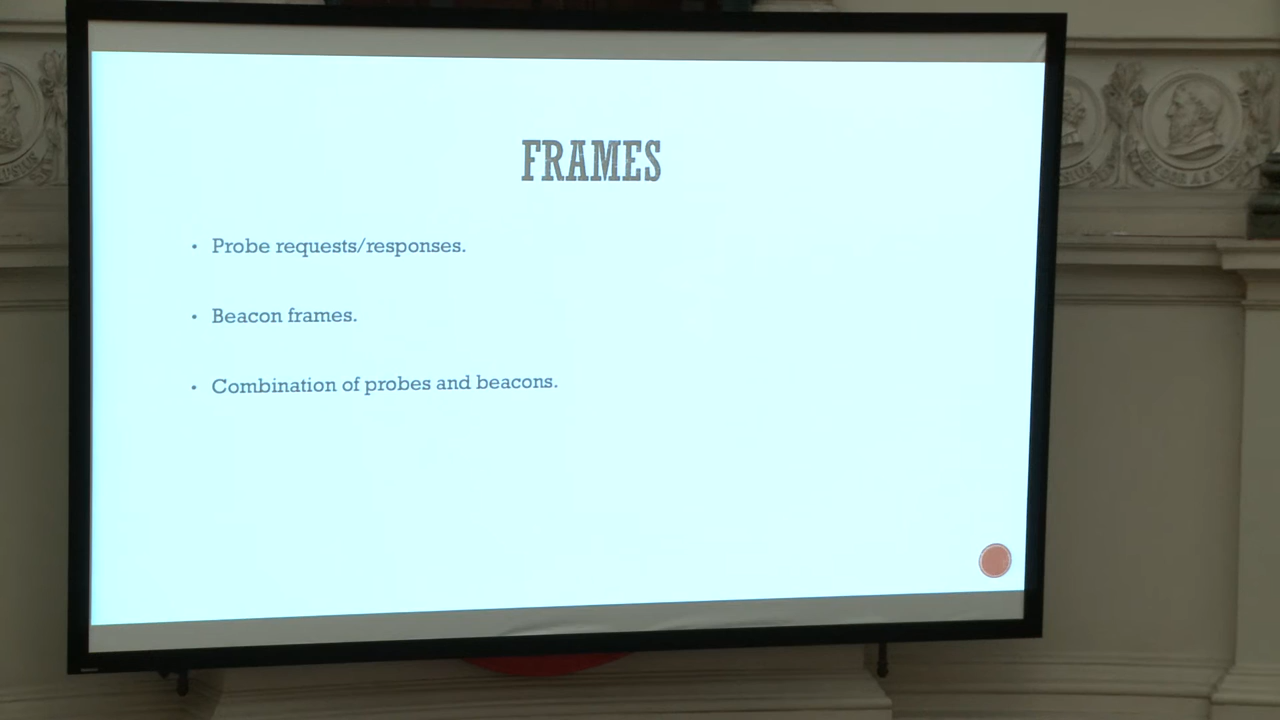 FRAMES
• Probe requests/responses.
• Beacon frames.
• Combination of probes and beacons.